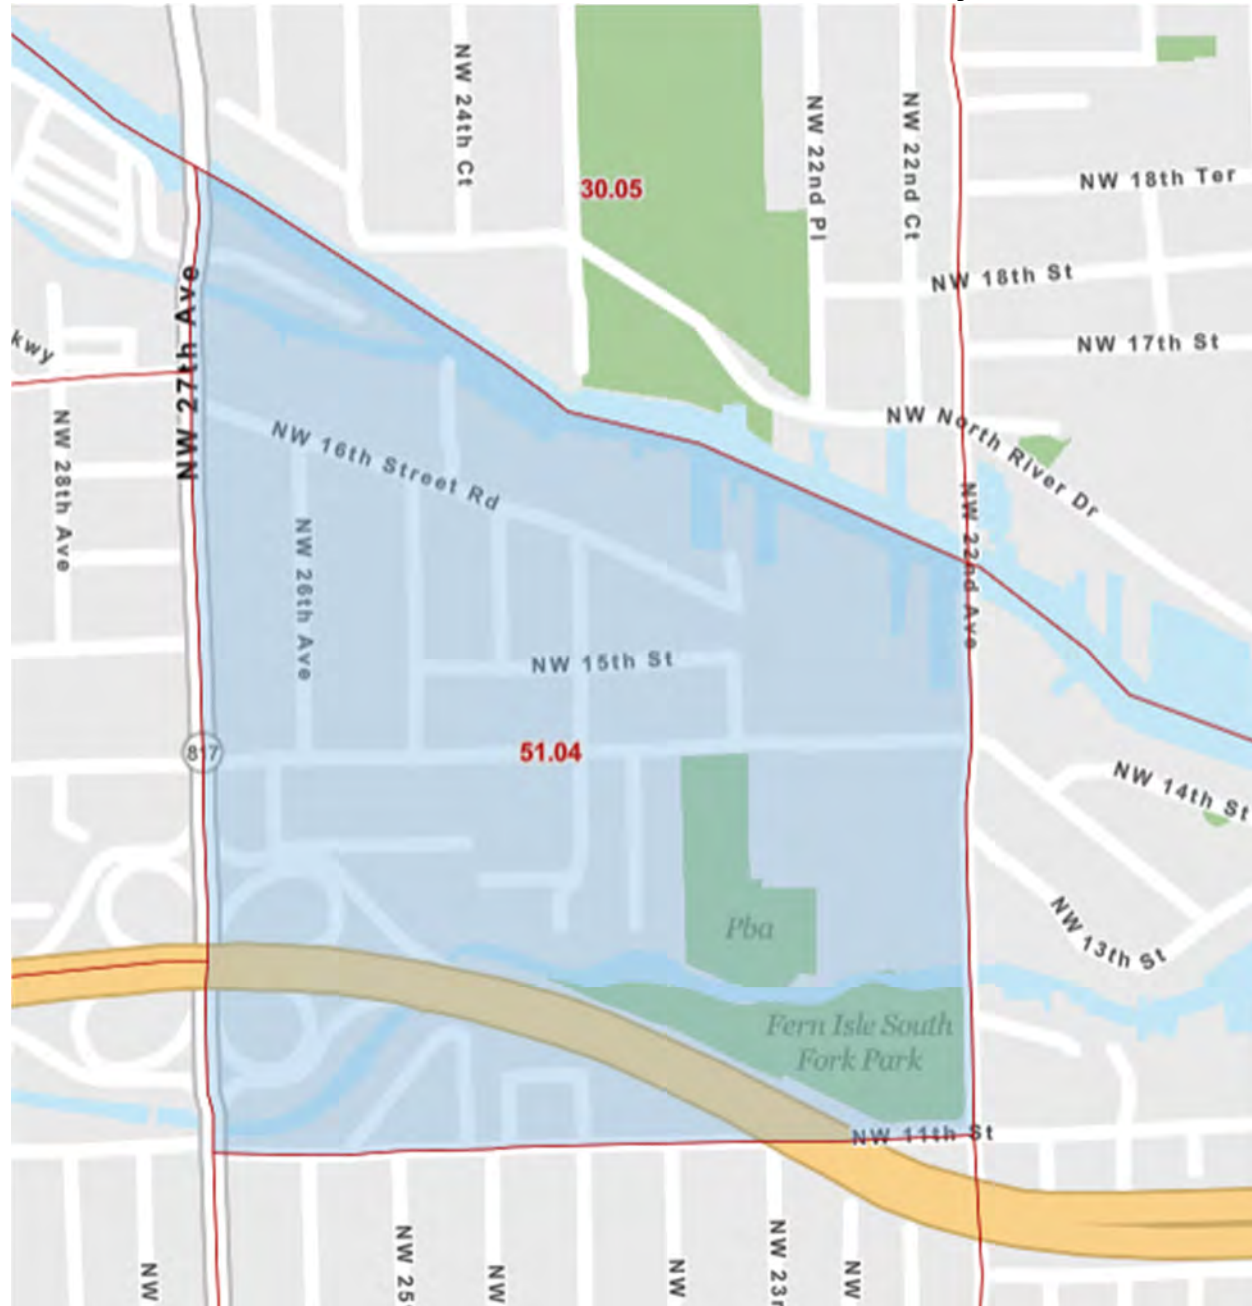 NW 24th Ct
NW 22nd Pl
NW 22nd Ct
30.05
NW 18th Ter
NW 18th St
NW 17th St
NW 27th Ave
kwy
NW 28th Ave
NW 16th Street Rd
NW North River Dr
NW 22nd Ave
NW 26th Ave
NW 15th St
51.04
817
NW 14th St
Pba
NW 13th St
Fern Isle South
Fork Park
NW 11th St
NW
NW 25
NW
NW
NW 23r
NW